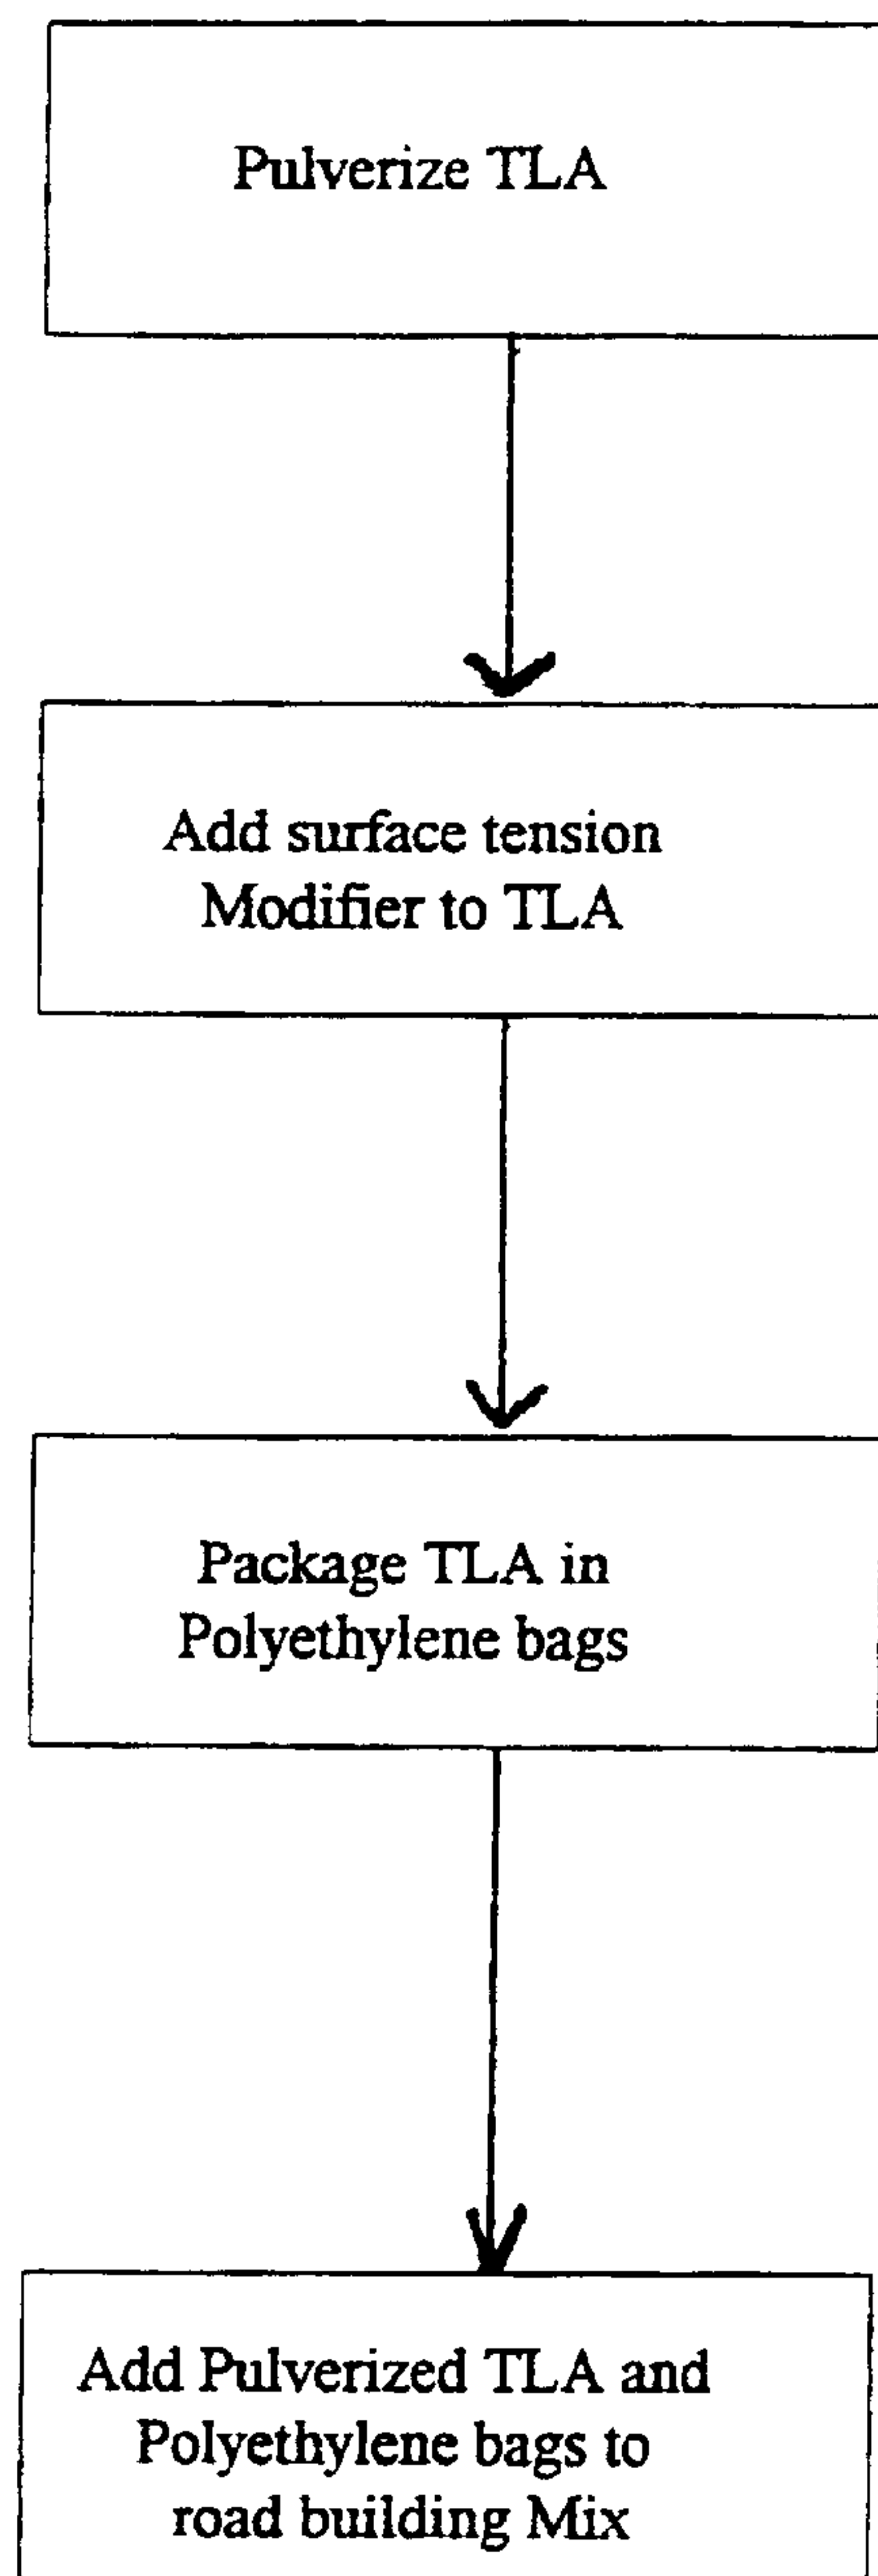 Pulverize TLA
Add surface tension
Modifier to TLA
Package TLA in
Polyethylene bags
Add Pulverized TLA and
Polyethylene bags to
road building Mix